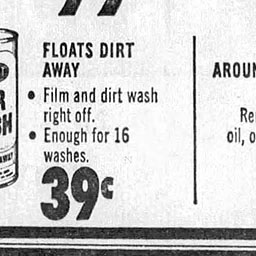 FLOATS DIRT
AWAY
• Film and dirt wash
right off.
• Enough for 16
washes.
39¢
AROUN
Re
oil, o